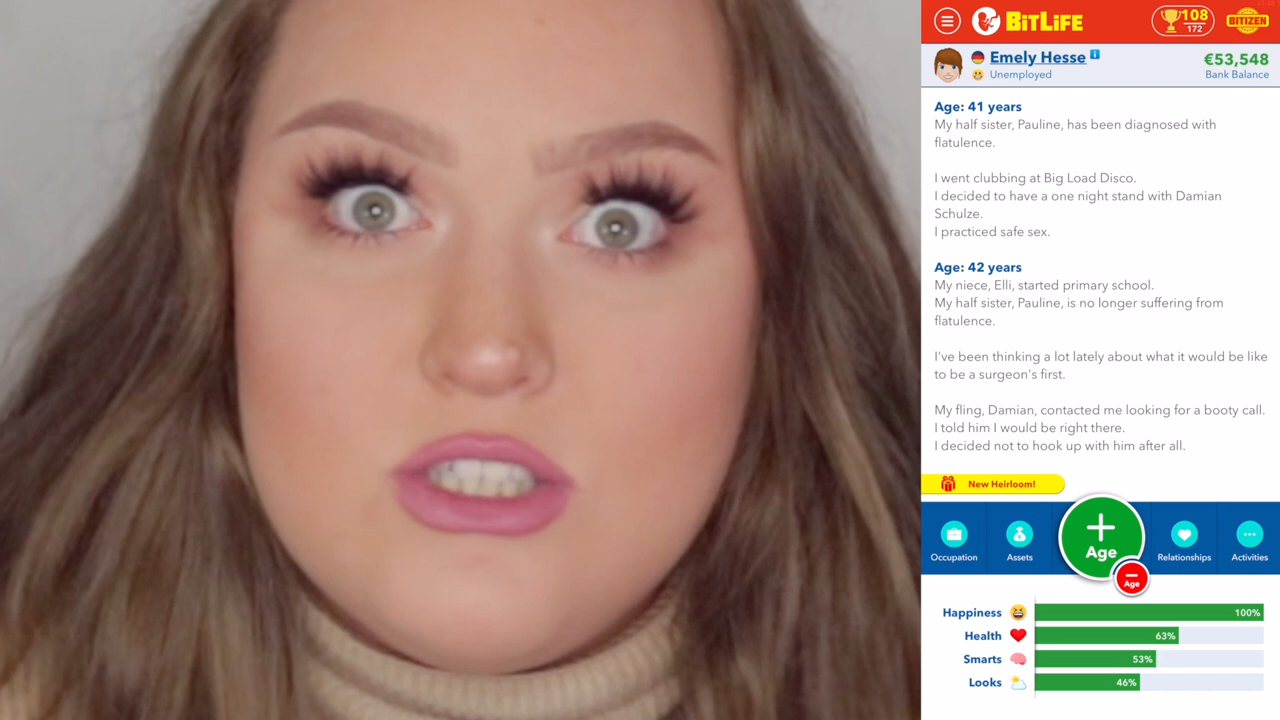 BITLIFE
108
172
BITIZEN
Emely Hesse i
€53,548
Unemployed
Bank Balance
Age: 41 years
My half sister, Pauline, has been diagnosed with
flatulence.
I went clubbing at Big Load Disco.
I decided to have a one night stand with Damian
Schulze.
I practiced safe sex.
Age: 42 years
My niece, Elli, started primary school.
My half sister, Pauline, is no longer suffering from
flatulence.
I've been thinking a lot lately about what it would be like
to be a surgeon's first.
My fling, Damian, contacted me looking for a booty call.
I told him I would be right there.
I decided not to hook up with him after all.
New Heirloom!
Occupation
Assets
+
Age
Relationships
Activities
−
Age
Happiness 100%
Health 63%
Smarts 53%
Looks 46%